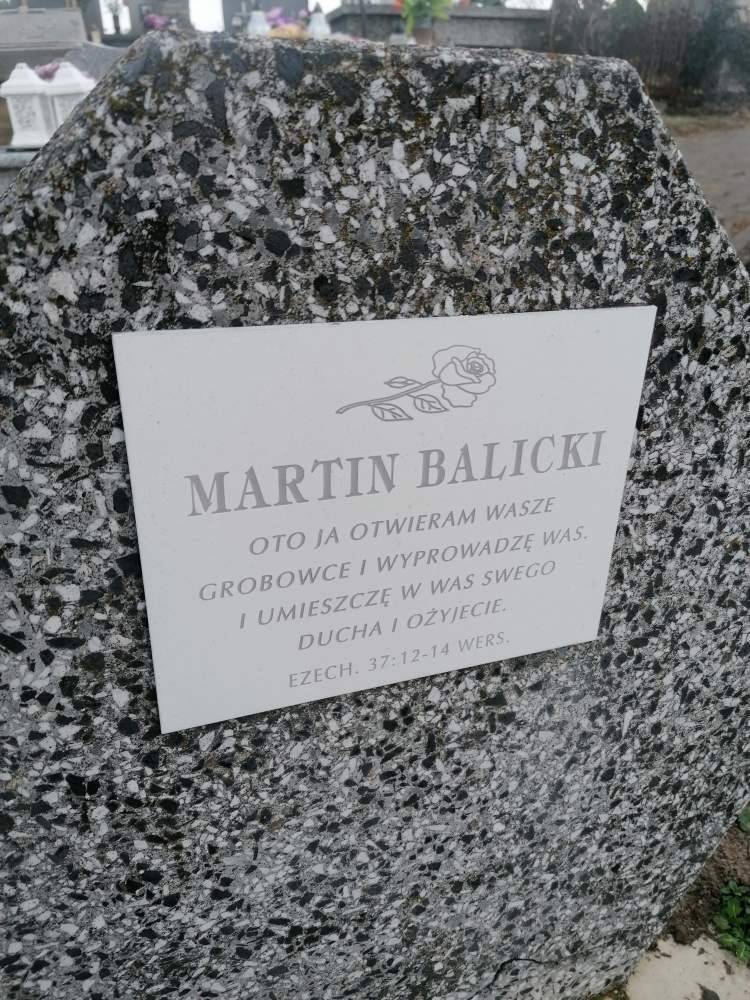 MARTIN BALICKI
OTO JA OTWIERAM WASZE
GROBOWCE I WYPROWADZĘ WAS.
I UMIESZCZĘ W WAS SWEGO
DUCHA I OŻYJECIE.
EZECH. 37:12-14 WERS.